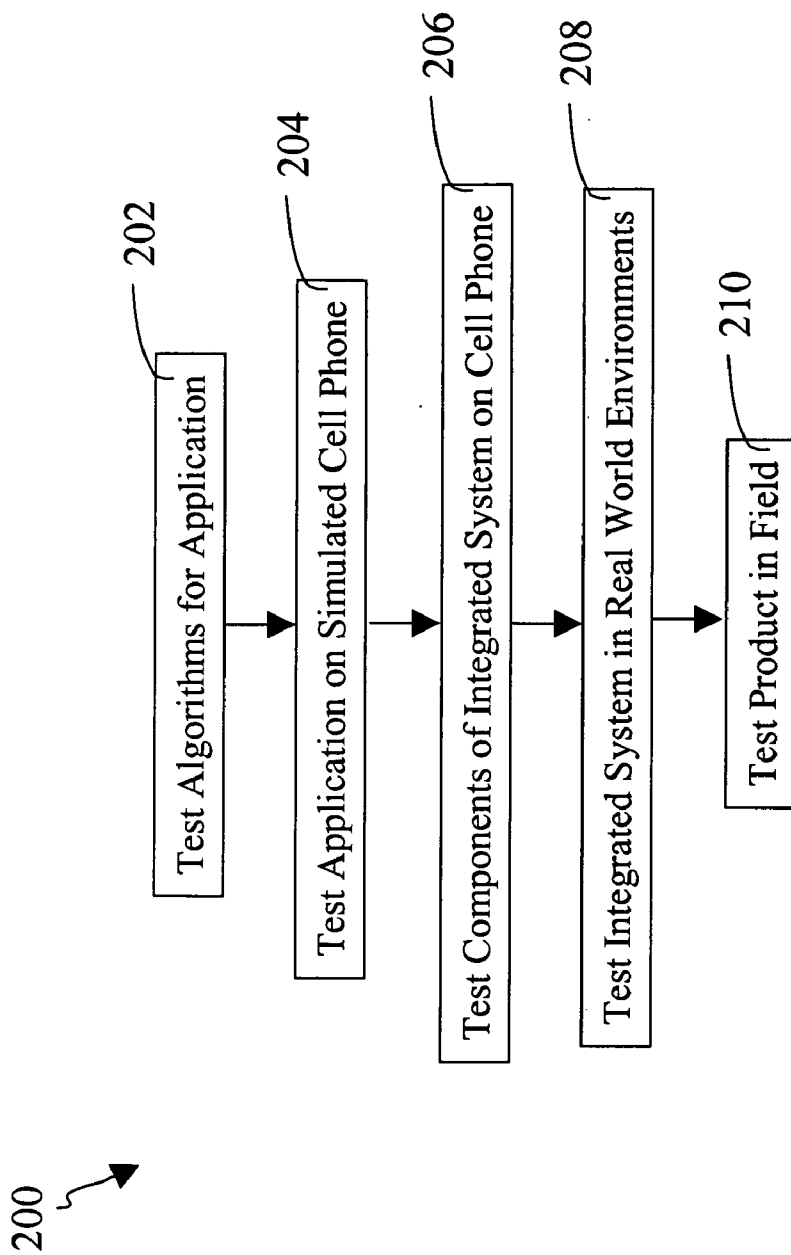 200
202
Test Algorithms for Application
204
Test Application on Simulated Cell Phone
206
Test Components of Integrated System on Cell Phone
208
Test Integrated System in Real World Environments
210
Test Product in Field